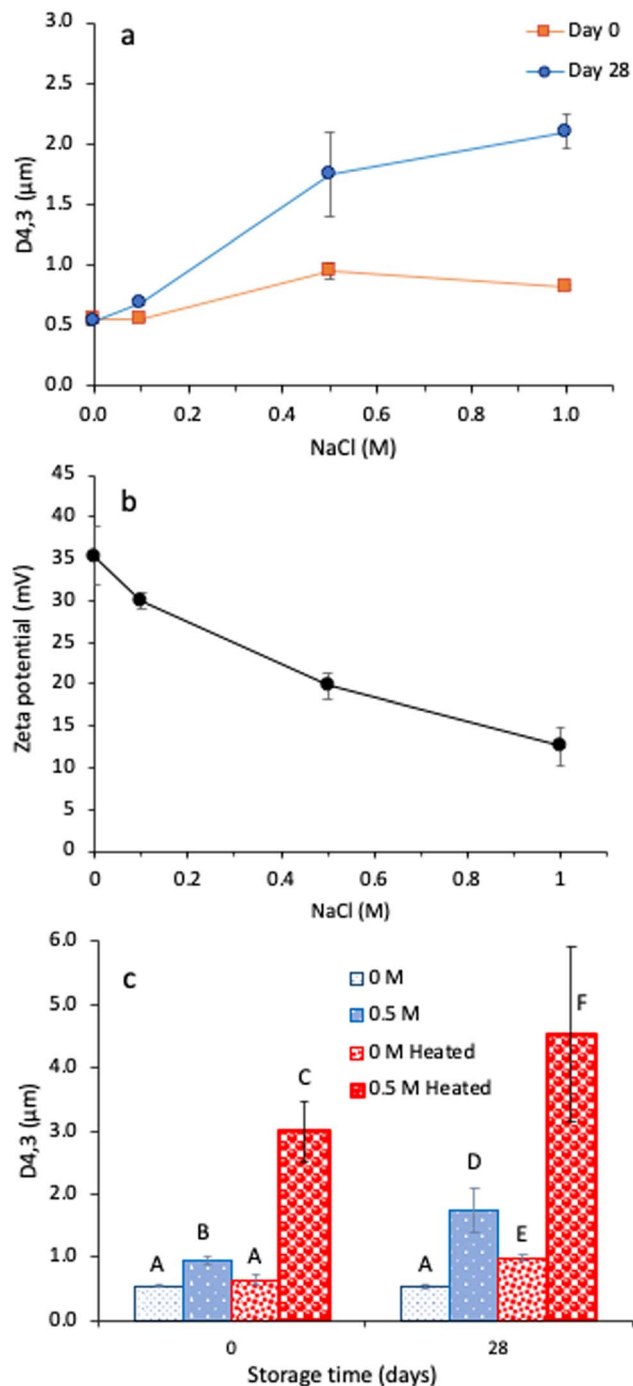 a
Day 0
Day 28
D4,3 (μm)
3.0
2.5
2.0
1.5
1.0
0.5
0.0
0.0 0.2 0.4 0.6 0.8 1.0
NaCl (M)
b
Zeta potential (mV)
45
40
35
30
25
20
15
10
5
0
0 0.2 0.4 0.6 0.8 1
NaCl (M)
c
0 M
0.5 M
0 M Heated
0.5 M Heated
D4,3 (μm)
6.0
5.0
4.0
3.0
2.0
1.0
0.0
A B A C A D E F
0 28
Storage time (days)